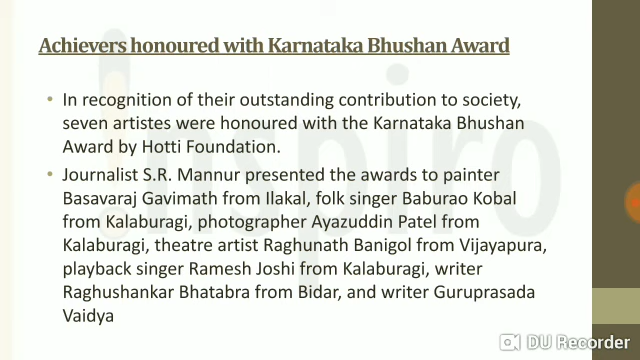 Achievers honoured with Karnataka Bhushan Award
• In recognition of their outstanding contribution to society,
seven artistes were honoured with the Karnataka Bhushan
Award by Hotti Foundation.
• Journalist S.R. Mannur presented the awards to painter
Basavaraj Gavimath from Ilakal, folk singer Baburao Kobal
from Kalaburagi, photographer Ayazuddin Patel from
Kalaburagi, theatre artist Raghunath Banigol from Vijayapura,
playback singer Ramesh Joshi from Kalaburagi, writer
Raghushankar Bhatabra from Bidar, and writer Guruprasada
Vaidya
DU Recorder